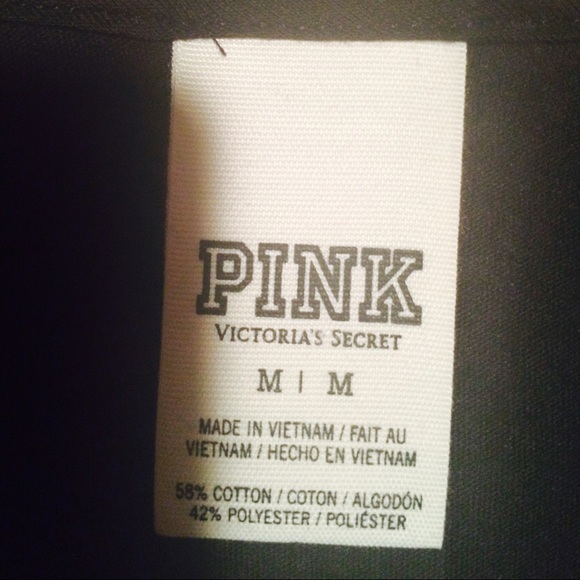 PINK
VICTORIA'S SECRET
M | M
MADE IN VIETNAM / FAIT AU
VIETNAM / HECHO EN VIETNAM
58% COTTON / COTON / ALGODÓN
42% POLYESTER / POLIÉSTER